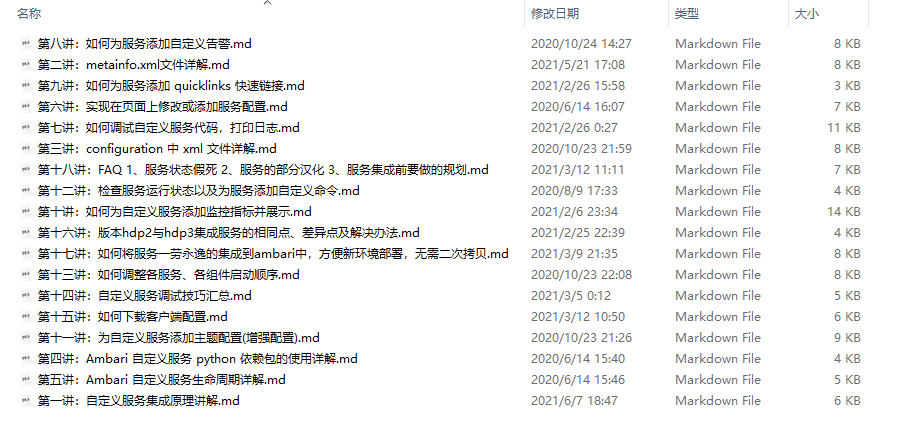 名称 修改日期 类型 大小
第八讲：如何为服务添加自定义告警.md 2020/10/24 14:27 Markdown File 8 KB
第二讲：metainfo.xml文件详解.md 2021/5/21 17:08 Markdown File 8 KB
第九讲：如何为服务添加 quicklinks 快速链接.md 2021/2/26 15:58 Markdown File 3 KB
第六讲：实现在页面上修改或添加服务配置.md 2020/6/14 16:07 Markdown File 7 KB
第七讲：如何调试自定义服务代码，打印日志.md 2021/2/26 0:27 Markdown File 11 KB
第三讲：configuration 中 xml 文件详解.md 2020/10/23 21:59 Markdown File 8 KB
第十八讲：FAQ 1、服务状态假死 2、服务的部分汉化 3、服务集成前要做的规划.md 2021/3/12 11:11 Markdown File 7 KB
第十二讲：检查服务运行状态以及为服务添加自定义命令.md 2020/8/9 17:33 Markdown File 4 KB
第十讲：如何为自定义服务添加监控指标并展示.md 2021/2/6 23:34 Markdown File 14 KB
第十六讲：版本hdp2与hdp3集成服务的相同点、差异点及解决办法.md 2021/2/25 22:39 Markdown File 4 KB
第十七讲：如何将服务一劳永逸的集成到ambari中，方便新环境部署，无需二次拷贝.md 2021/3/9 21:35 Markdown File 8 KB
第十三讲：如何调整各服务、各组件启动顺序.md 2020/10/23 22:08 Markdown File 8 KB
第十四讲：自定义服务调试技巧汇总.md 2021/3/5 0:12 Markdown File 5 KB
第十五讲：如何下载客户端配置.md 2021/3/12 10:50 Markdown File 6 KB
第十一讲：为自定义服务添加主题配置(增强配置).md 2020/10/23 21:26 Markdown File 9 KB
第四讲：Ambari 自定义服务 python 依赖包的使用详解.md 2020/6/14 15:40 Markdown File 4 KB
第五讲：Ambari 自定义服务生命周期详解.md 2020/6/14 15:46 Markdown File 5 KB
第一讲：自定义服务集成原理讲解.md 2021/6/7 18:47 Markdown File 6 KB